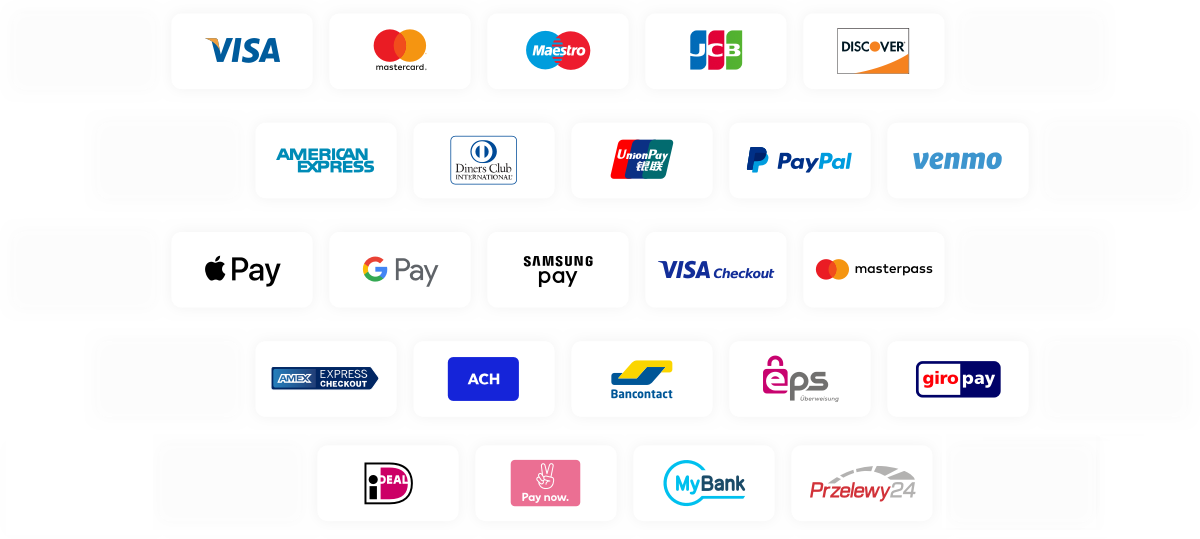 VISA
mastercard.
Maestro
JCB
DISCOVER
AMERICAN
EXPRESS
Diners Club
INTERNATIONAL
UnionPay
银联
PayPal
venmo
Pay
G Pay
SAMSUNG
pay
VISA Checkout
masterpass
AMEX EXPRESS
CHECKOUT
ACH
Bancontact
eps
Überweisung
giropay
iDEAL
Pay now.
MyBank
Przelewy24